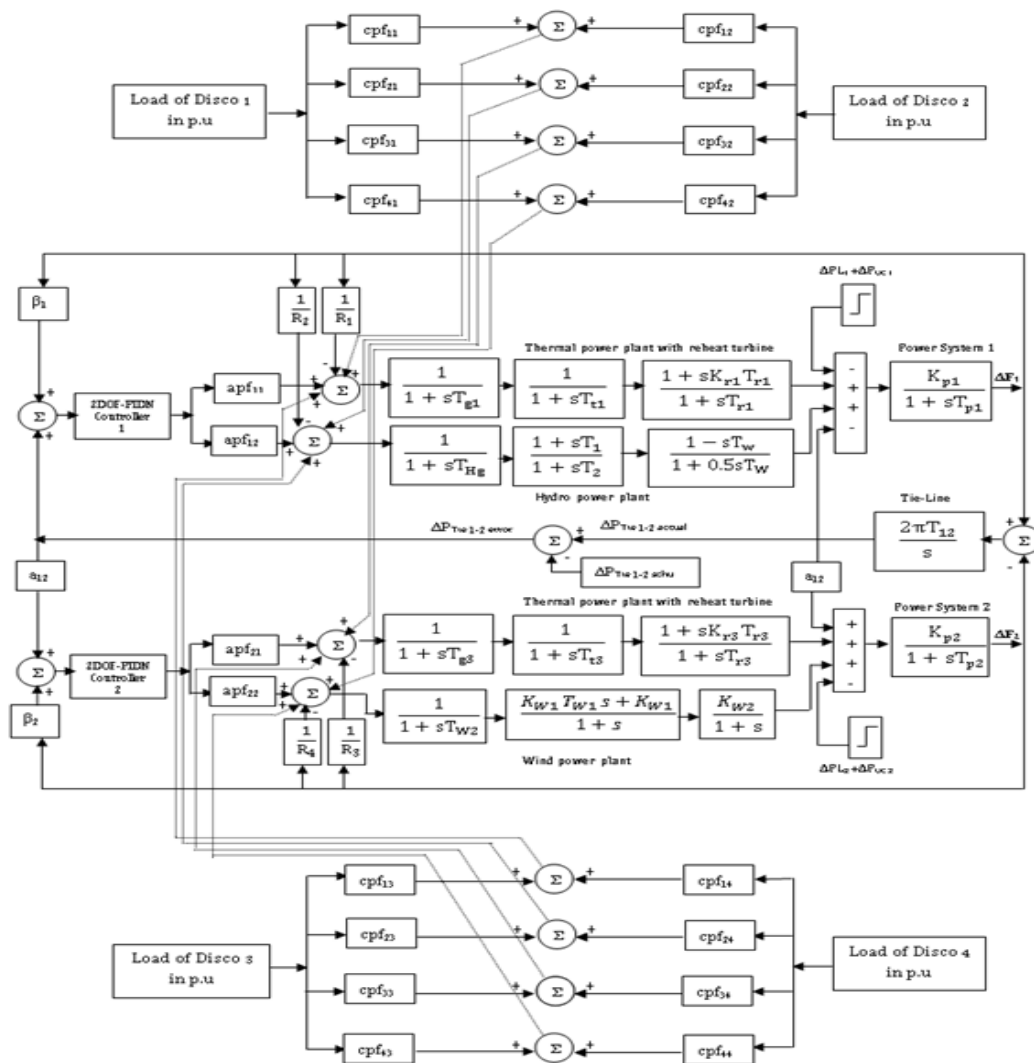 cpf₁₁ + Σ + cpf₁₂
Load of Disco 1
in p.u
cpf₂₁ + Σ + cpf₂₂
Load of Disco 2
in p.u
cpf₃₁ + Σ + cpf₃₂
cpf₄₁ + Σ + cpf₄₂
β₁
1/R₂
1/R₁
ΔPL₁+ΔPUC1
Thermal power plant with reheat turbine
Power System 1
apf₁₁
Σ
1/(1 + sTg1)
1/(1 + sTt1)
(1 + sKr1Tr1)/(1 + sTr1)
- + + -
Kp1/(1 + sTp1)
ΔF₁
Σ
2DOF-PIDN
Controller
1
apf₁₂
Σ
1/(1 + sTHg)
(1 + sT₁)/(1 + sT₂)
(1 − sTw)/(1 + 0.5sTW)
Hydro power plant
Tie-Line
ΔPTie 1-2 error
Σ
ΔPTie 1-2 actual
2πT₁₂/s
Σ
a₁₂
ΔPTie 1-2 schu
a₁₂
Thermal power plant with reheat turbine
Power System 2
apf₂₁
Σ
1/(1 + sTg3)
1/(1 + sTt3)
(1 + sKr3Tr3)/(1 + sTr3)
+ + + -
Kp2/(1 + sTp2)
ΔF₂
Σ
2DOF-PIDN
Controller
2
apf₂₂
Σ
1/(1 + sTW2)
(KW1TW1s + KW1)/(1 + s)
KW2/(1 + s)
β₂
1/R₄
1/R₃
Wind power plant
ΔPL₂+ΔPUC2
cpf₁₃ + Σ + cpf₁₄
cpf₂₃ + Σ + cpf₂₄
Load of Disco 3
in p.u
Load of Disco 4
in p.u
cpf₃₃ + Σ + cpf₃₄
cpf₄₃ + Σ + cpf₄₄